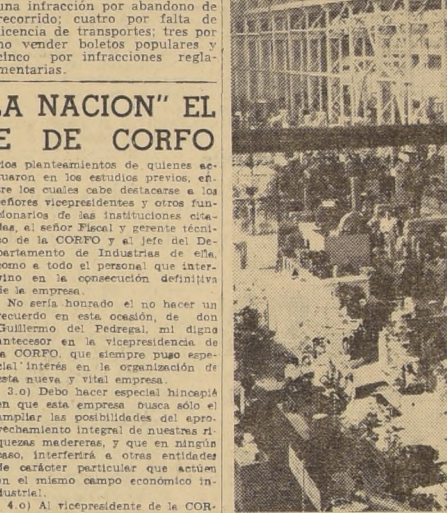 una infracción por abandono de
recorrido; cuatro por falta de
licencia de transportes; tres por
no vender boletos populares y
cinco por infracciones regla-
mentarias.
LA NACION" EL
E DE CORFO
ios planteamientos de quienes ac-
tuaron en los estudios previos, en-
tre los cuales cabe destacarse a los
señores vicepresidentes y otros fun-
cionarios de las instituciones cita-
das, al señor Fiscal y gerente técni-
co de la CORFO y al jefe del De-
partamento de Industrias de ella,
como a todo el personal que inter-
vino en la consecución definitiva
de la empresa.
No sería honrado el no hacer un
recuerdo en esta ocasión, de don
Guillermo del Pedregal, mi digno
antecesor en la vicepresidencia de
la CORFO, que siempre puso espe-
cial interés en la organización de
esta nueva y vital empresa.
3.o) Debo hacer especial hincapié
en que esta empresa busca sólo el
ampliar las posibilidades del apro-
vechamiento integral de nuestras ri-
quezas madereras, y que en ningún
caso, interferirá a otras entidades
de carácter particular que actúen
en el mismo campo económico in-
dustrial.
4.o) Al vicepresidente de la COR-